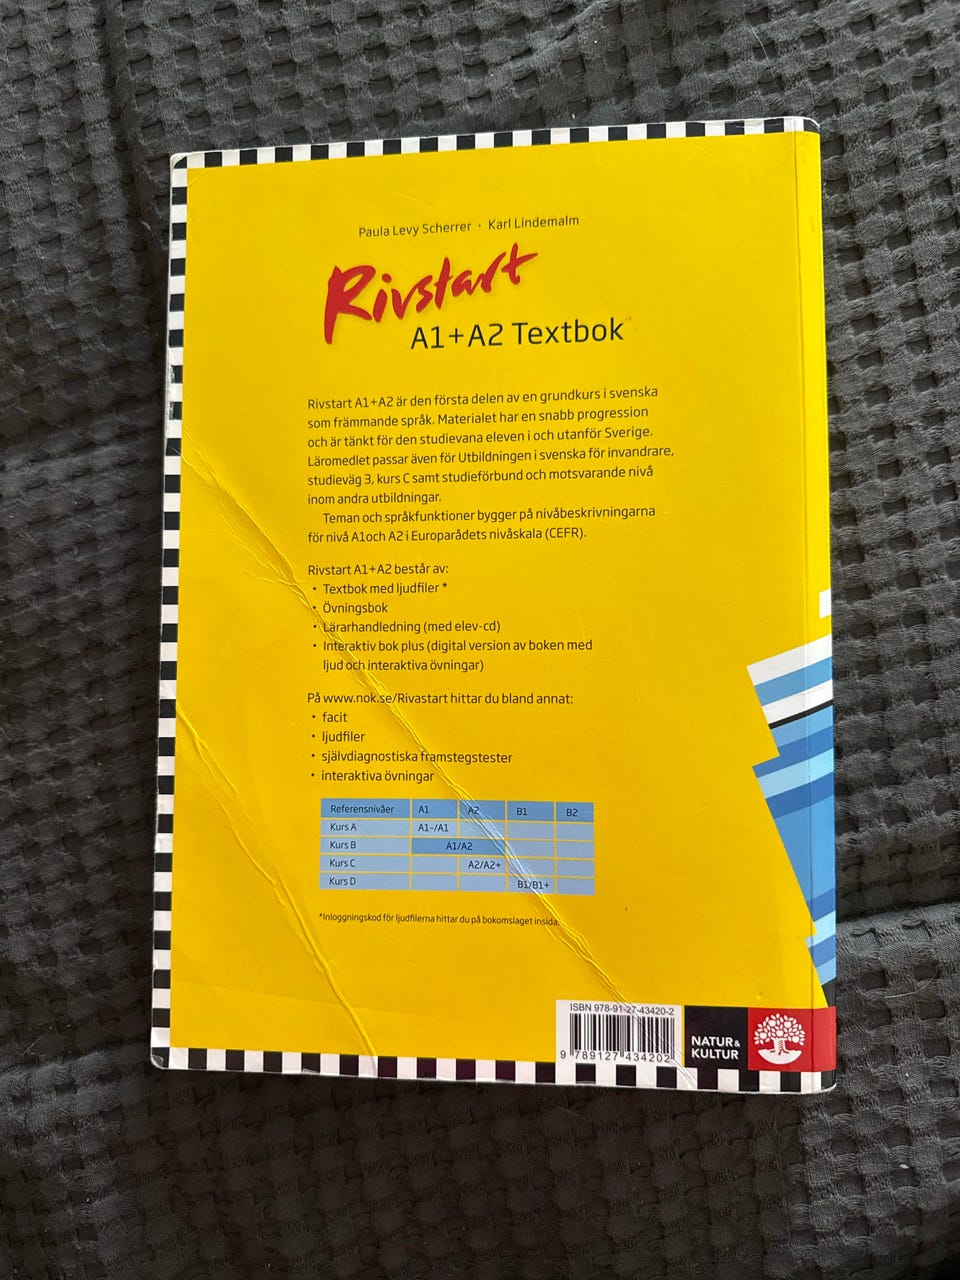 Paula Levy Scherrer · Karl Lindemalm
Rivstart
A1+A2 Textbok
Rivstart A1+A2 är den första delen av en grundkurs i svenska
som främmande språk. Materialet har en snabb progression
och är tänkt för den studievana eleven i och utanför Sverige.
Läromedlet passar även för Utbildningen i svenska för invandrare,
studieväg 3, kurs C samt studieförbund och motsvarande nivå
inom andra utbildningar.
Teman och språkfunktioner bygger på nivåbeskrivningarna
för nivå A1och A2 i Europarådets nivåskala (CEFR).
Rivstart A1+A2 består av:
• Textbok med ljudfiler *
• Övningsbok
• Lärarhandledning (med elev-cd)
• Interaktiv bok plus (digital version av boken med
ljud och interaktiva övningar)
På www.nok.se/Rivastart hittar du bland annat:
• facit
• ljudfiler
• självdiagnostiska framstegstester
• interaktiva övningar
Referensnivåer A1 A2 B1 B2
Kurs A A1-/A1
Kurs B A1/A2
Kurs C A2/A2+
Kurs D B1/B1+
*Inloggningskod för ljudfilerna hittar du på bokomslaget insida.
ISBN 978-91-27-43420-2
9 789127 434202
NATUR &
KULTUR